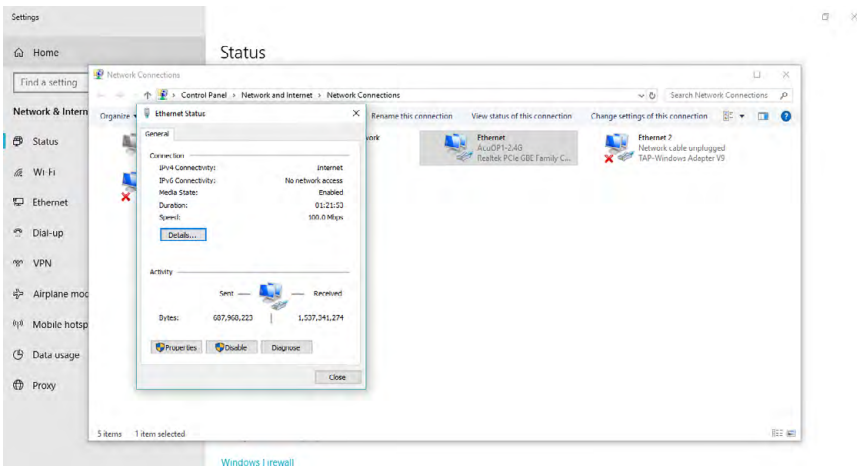 Settings
Home
Status
Find a setting
Network & Intern
Status
Wi Fi
Ethernet
Dial-up
VPN
Airplane mod
Mobile hotsp
Data usage
Proxy
Network Connections
Control Panel > Network and Internet > Network Connections
Search Network Connections
Organize
Rename this connection
View status of this connection
Change settings of this connection
work
Ethernet
AcuOP1-2.4G
Realtek PCIe GBE Family C...
Ethernet 2
Network cable unplugged
TAP-Windows Adapter V9
Ethernet Status
General
Connection
IPv4 Connectivity: Internet
IPv6 Connectivity: No network access
Media State: Enabled
Duration: 01:21:53
Speed: 100.0 Mbps
Details...
Activity
Sent — — Received
Bytes: 687,968,223 | 1,537,341,274
Properties
Disable
Diagnose
Close
5 items 1 item selected
Windows Firewall